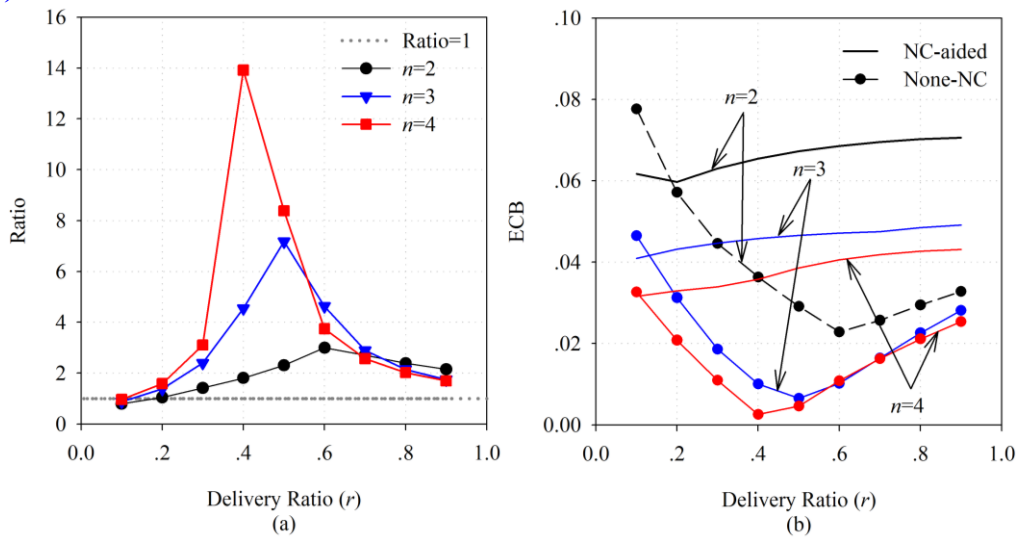 )
16
14
12
10
8
6
4
2
0
Ratio
Ratio=1
n=2
n=3
n=4
0.0 .2 .4 .6 .8 1.0
Delivery Ratio (r)
(a)
.10
.08
.06
.04
.02
0.00
ECB
NC-aided
None-NC
n=2
n=3
n=4
0.0 .2 .4 .6 .8 1.0
Delivery Ratio (r)
(b)